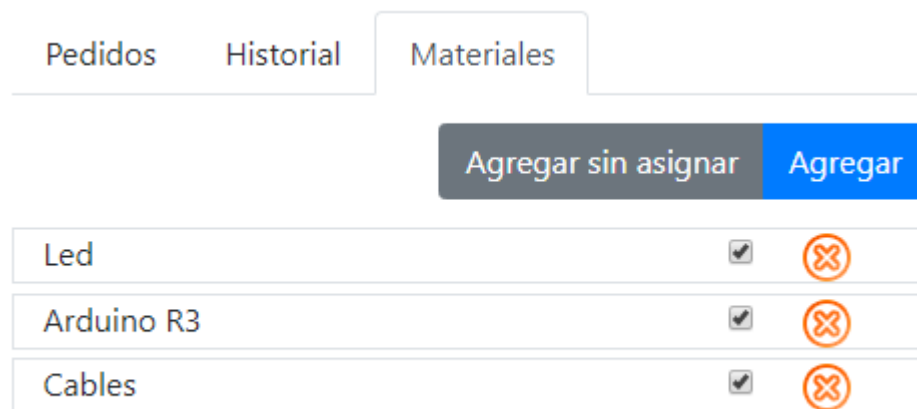 Pedidos Historial Materiales
Agregar sin asignar Agregar
Led
Arduino R3
Cables